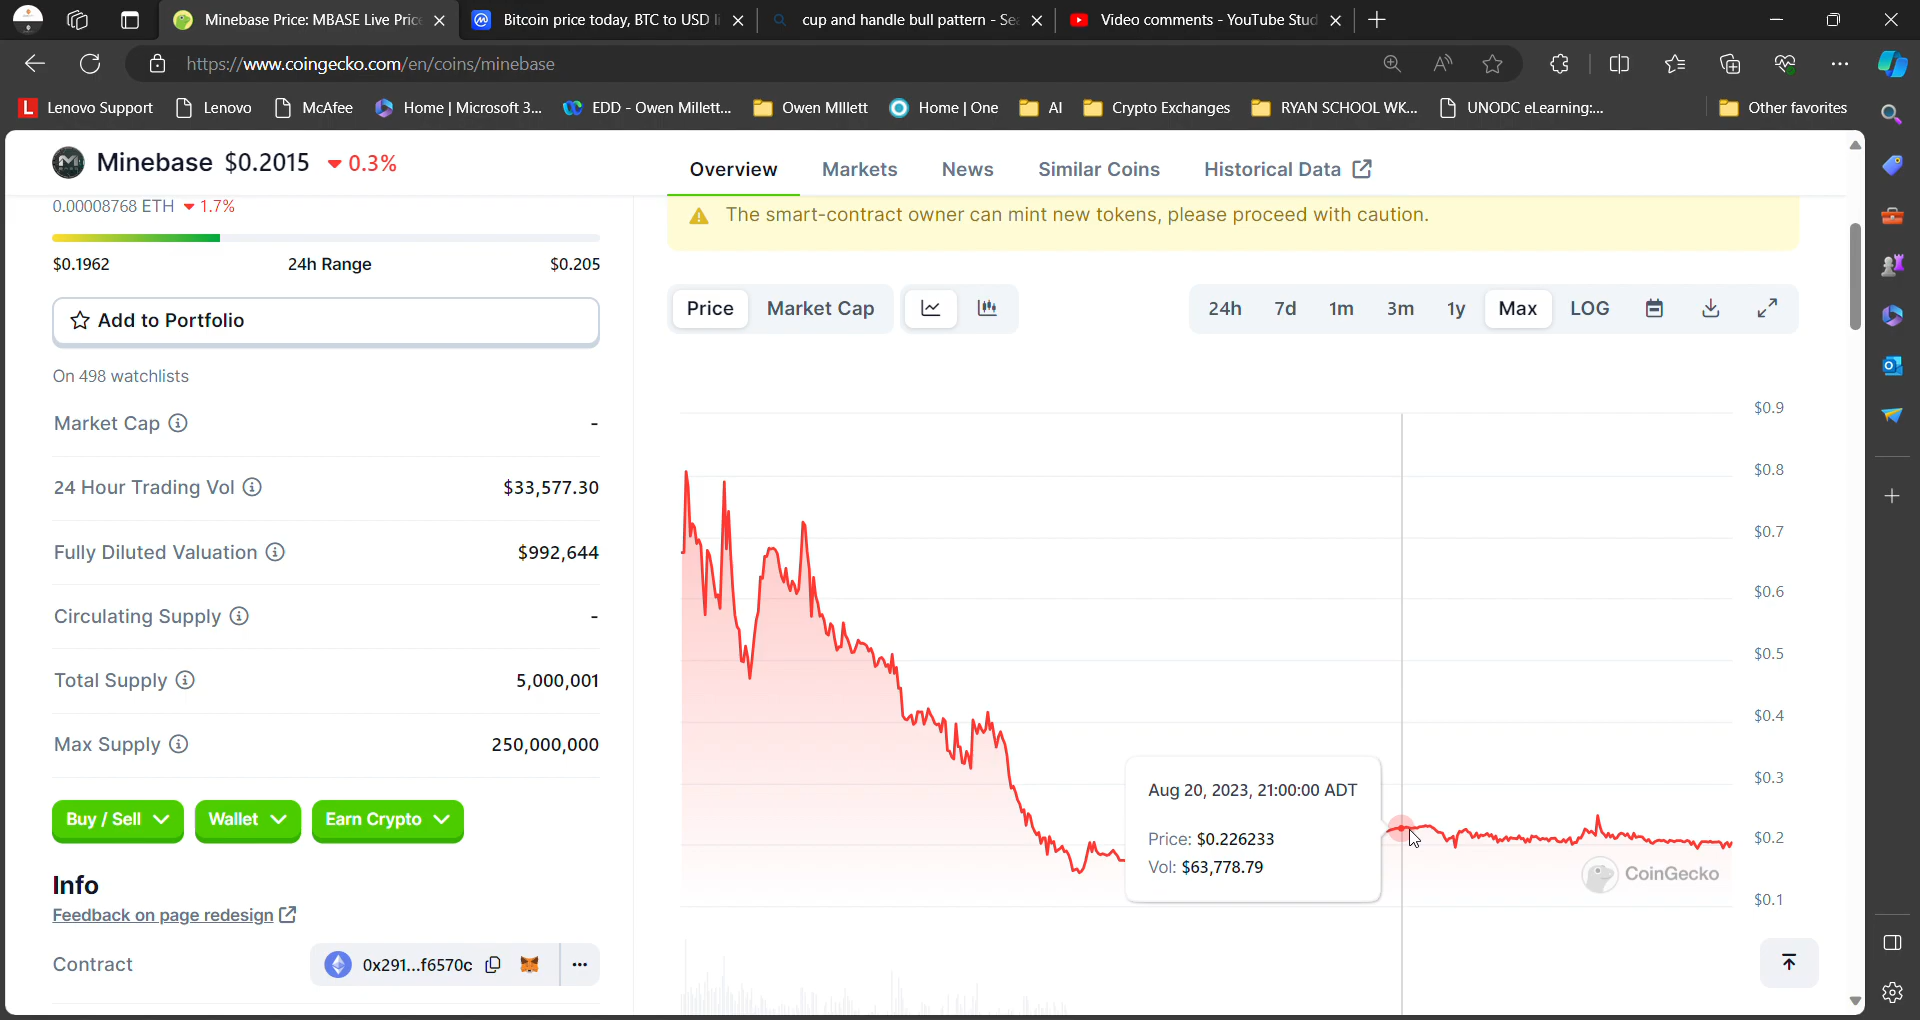 Minebase Price: MBASE Live Price
Bitcoin price today, BTC to USD li
cup and handle bull pattern - Sea
Video comments - YouTube Stud
https://www.coingecko.com/en/coins/minebase
Lenovo Support
Lenovo
McAfee
Home | Microsoft 3...
EDD - Owen Millett...
Owen MIllett
Home | One
AI
Crypto Exchanges
RYAN SCHOOL WK...
UNODC eLearning:...
Other favorites
Minebase $0.2015 0.3%
Overview
Markets
News
Similar Coins
Historical Data
0.00008768 ETH 1.7%
$0.1962 24h Range $0.205
Add to Portfolio
On 498 watchlists
Market Cap -
24 Hour Trading Vol $33,577.30
Fully Diluted Valuation $992,644
Circulating Supply -
Total Supply 5,000,001
Max Supply 250,000,000
Buy / Sell
Wallet
Earn Crypto
Info
Feedback on page redesign
Contract 0x291...f6570c
The smart-contract owner can mint new tokens, please proceed with caution.
Price Market Cap
24h 7d 1m 3m 1y Max LOG
$0.9
$0.8
$0.7
$0.6
$0.5
$0.4
$0.3
$0.2
$0.1
Aug 20, 2023, 21:00:00 ADT
Price: $0.226233
Vol: $63,778.79
CoinGecko